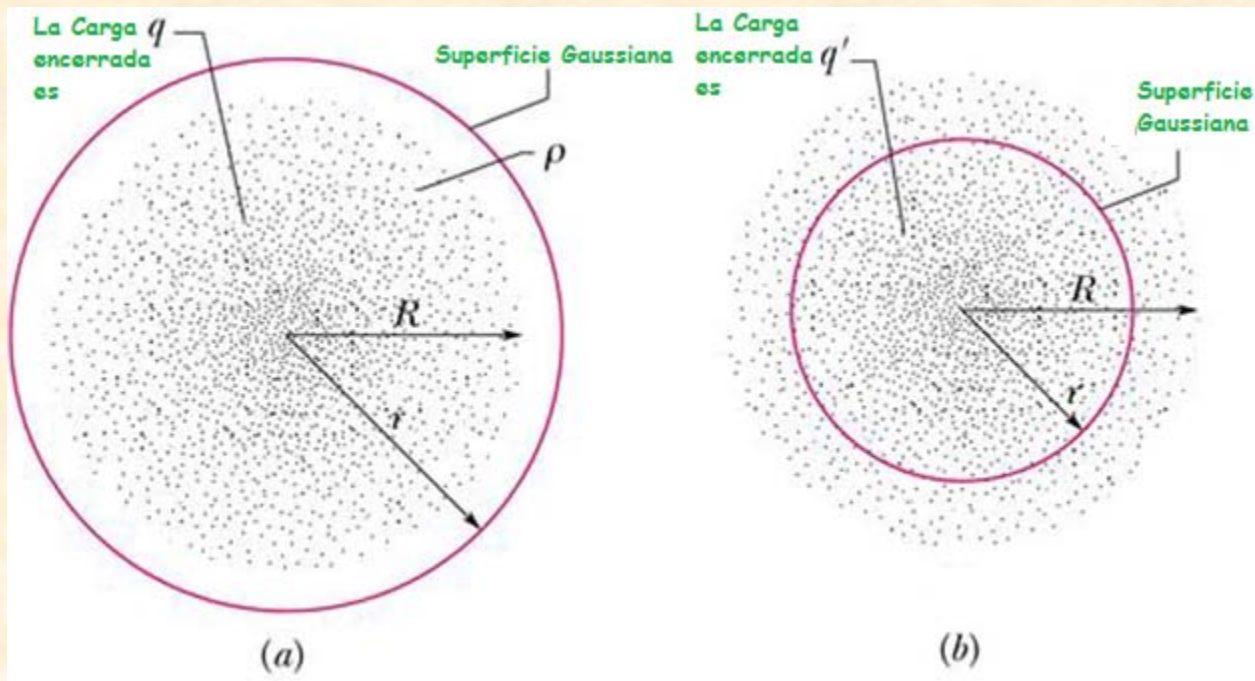 La Carga q
encerrada
es
Superficie Gaussiana
ρ
R
r
(a)
La Carga
encerrada q′
es
Superficie
Gaussiana
R
r
(b)